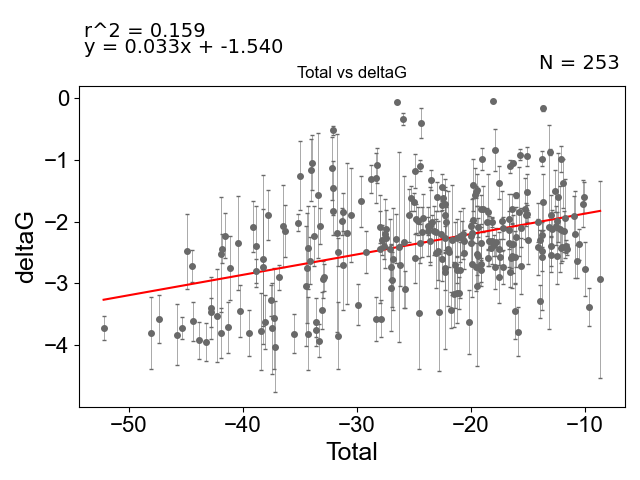 r^2 = 0.159
y = 0.033x + -1.540
N = 253
Total vs deltaG
0
−1
−2
−3
−4
deltaG
−50 −40 −30 −20 −10
Total